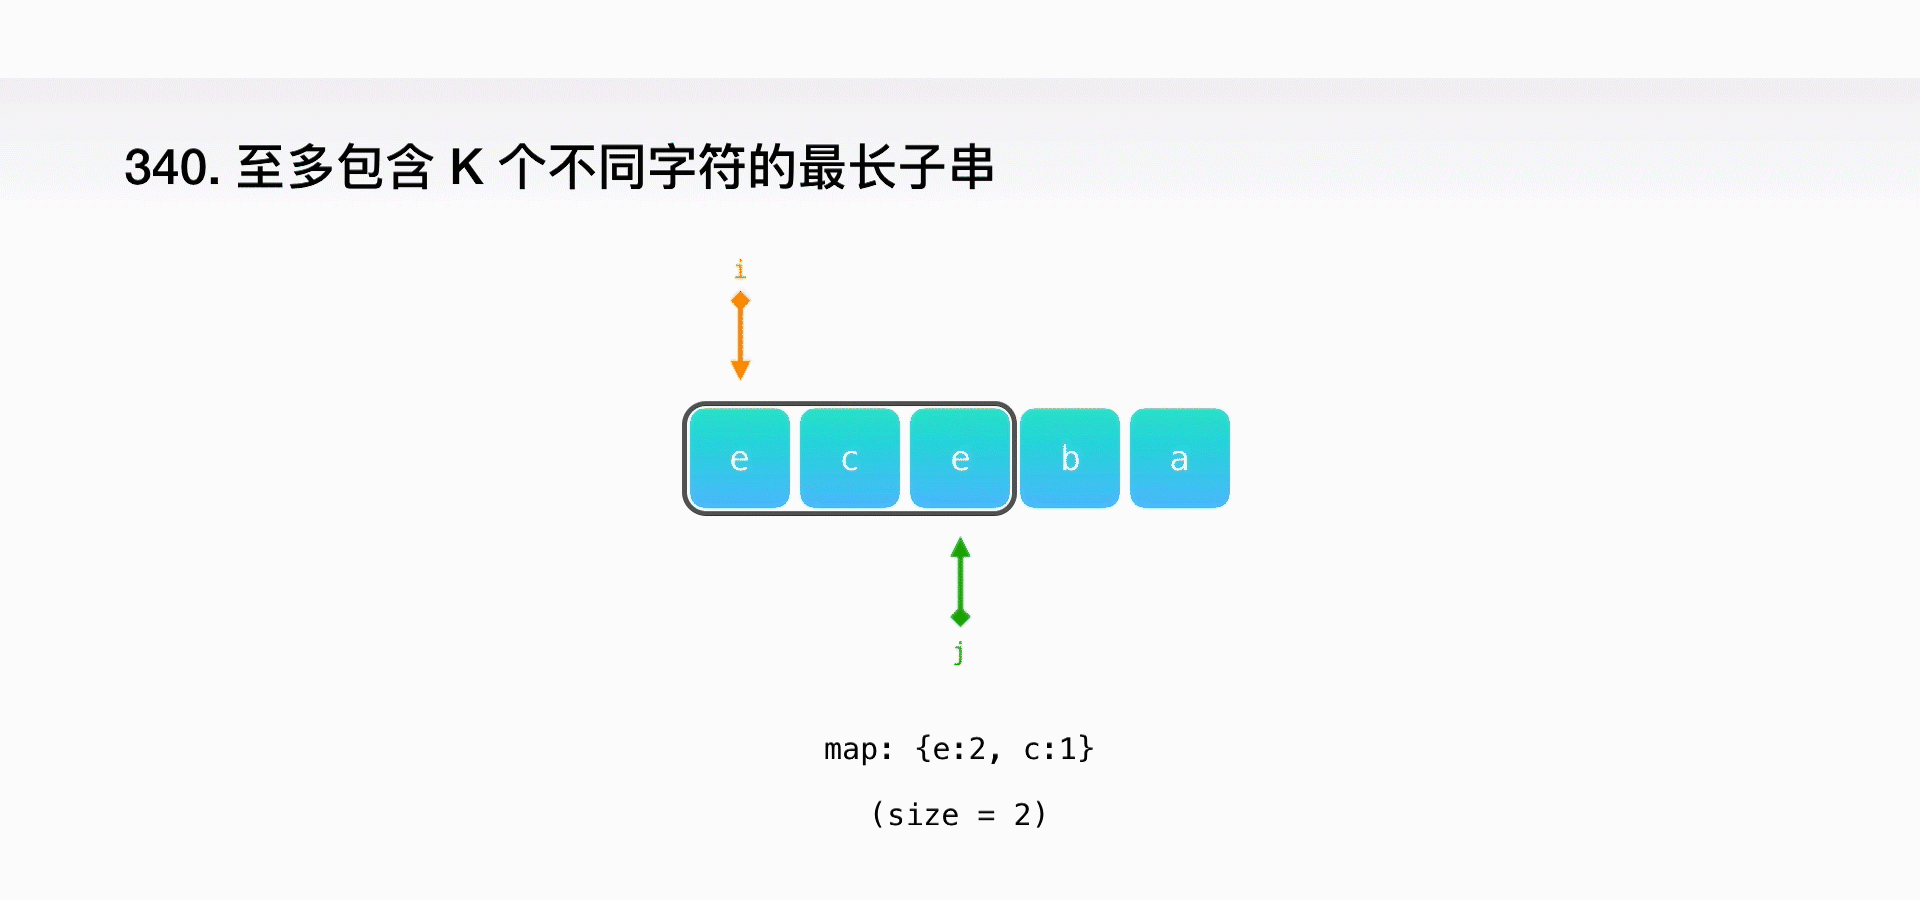 340. 至多包含 K 个不同字符的最长子串
i
e c e b a
j
map: {e:2, c:1}
(size = 2)